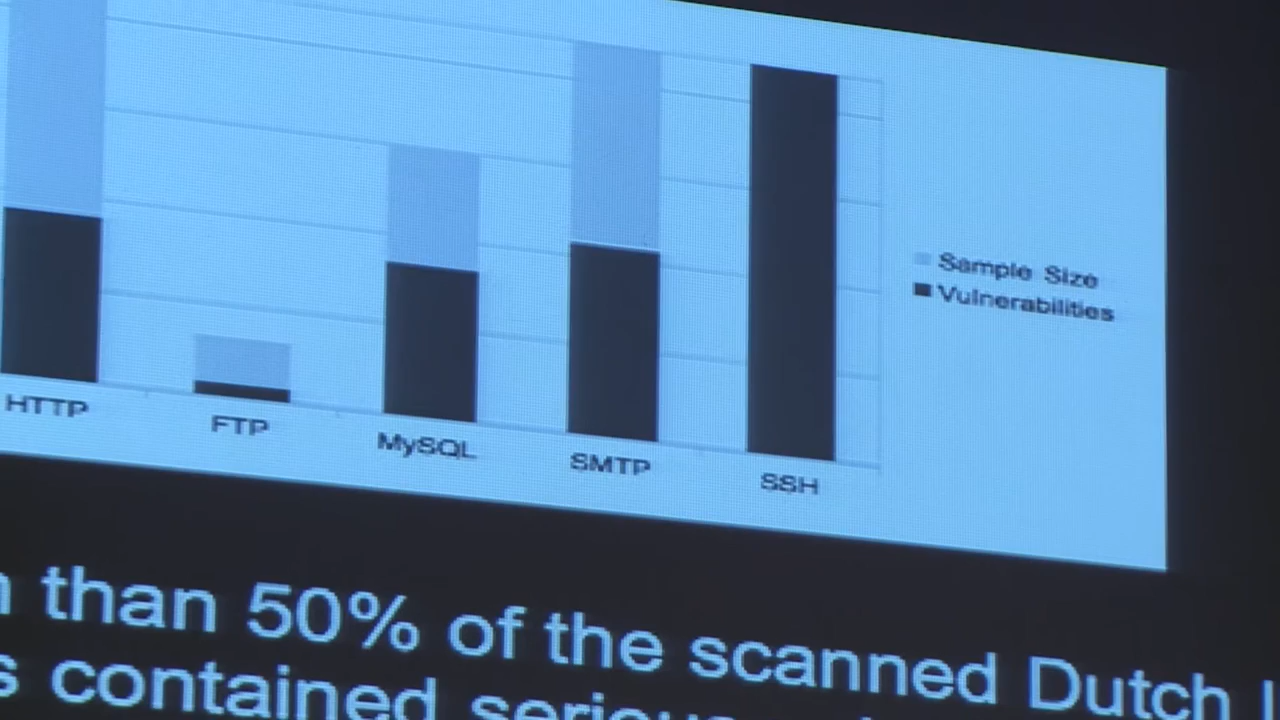 Sample Size
Vulnerabilities
HTTP
FTP
MySQL
SMTP
SSH
than 50% of the scanned Dutch
contained